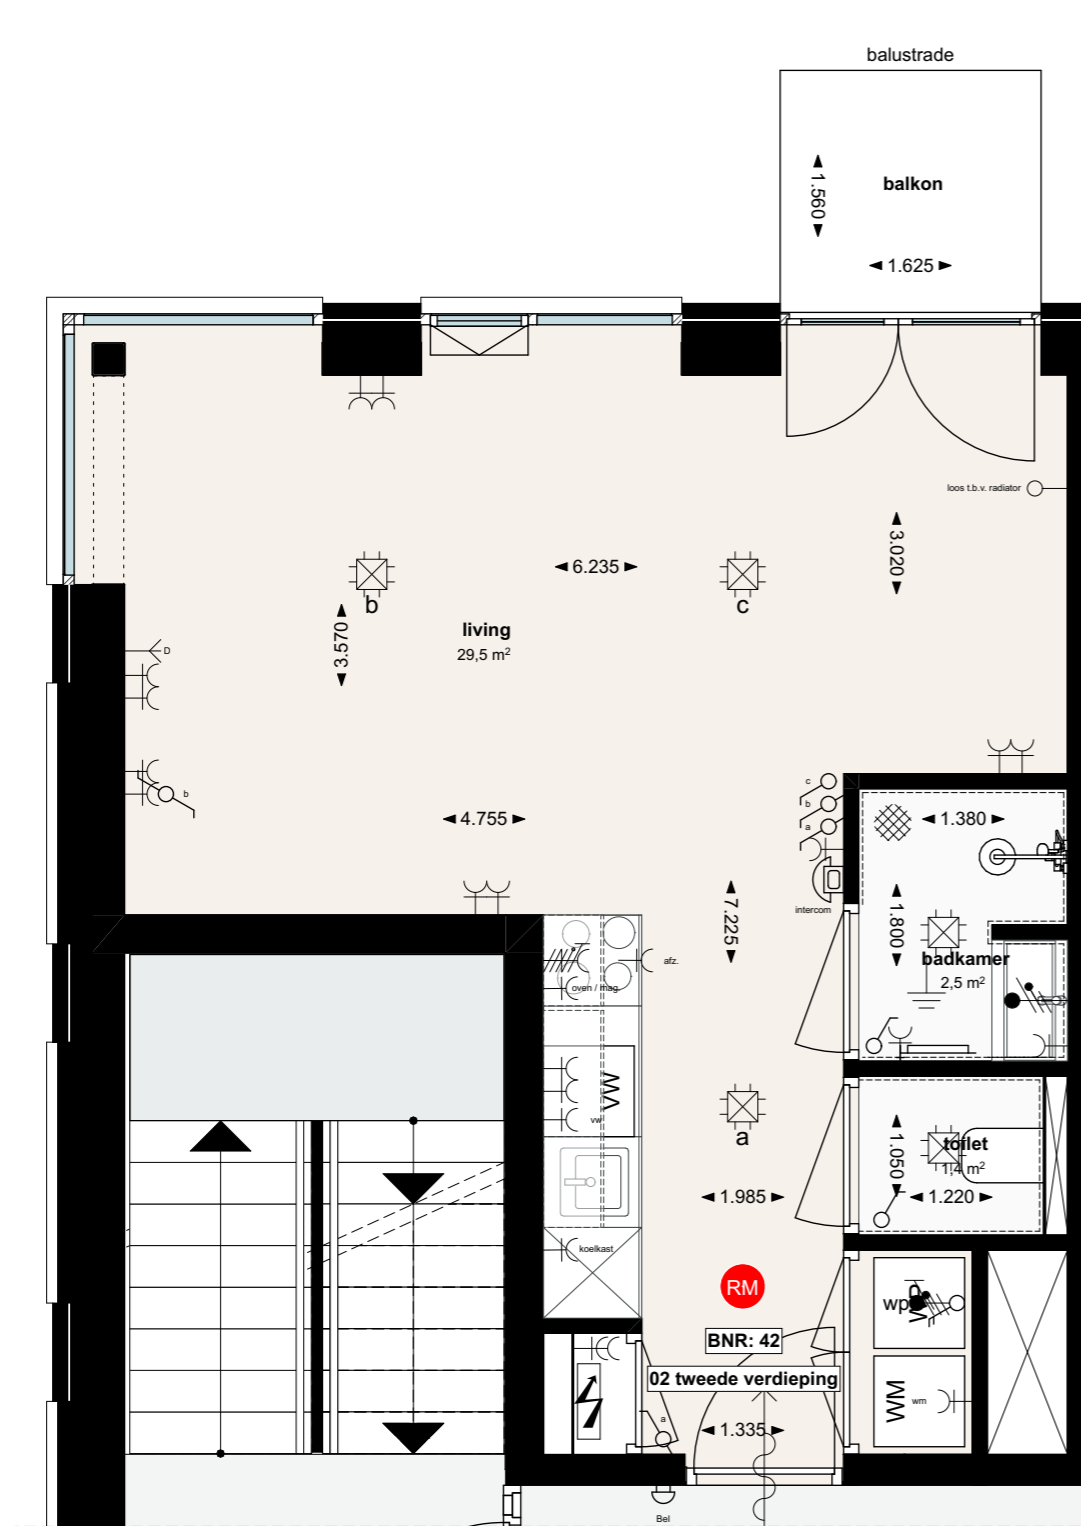 balustrade
1.560
balkon
1.625
loos t.b.v. radiator
3.020
6.235
b
c
3.570
living
29,5 m²
D
b
c
b
a
4.755
1.380
intercom
7.225
1.800
badkamer
2,5 m²
afz.
oven / mag.
VW
vw
a
1.050
toilet
1,4 m²
1.985
1.220
koelkast
RM
wp
WD
BNR: 42
02 tweede verdieping
WM
wm
a
1.335
Bel